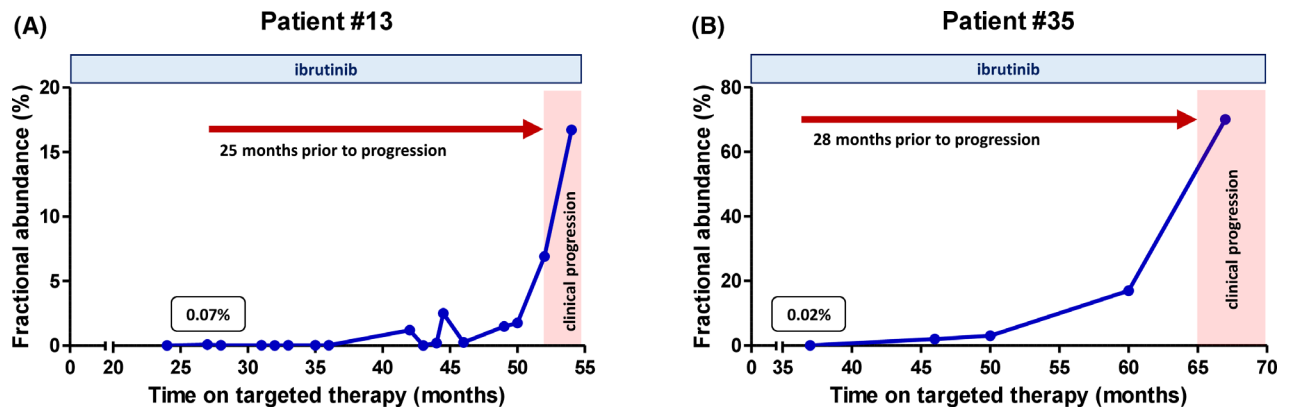 (A)
Patient #13
ibrutinib
Fractional abundance (%)
20
15
10
5
0
25 months prior to progression
0.07%
clinical progression
0 20 25 30 35 40 45 50 55
Time on targeted therapy (months)
(B)
Patient #35
ibrutinib
Fractional abundance (%)
80
60
40
20
0
28 months prior to progression
0.02%
clinical progression
0 35 40 45 50 55 60 65 70
Time on targeted therapy (months)